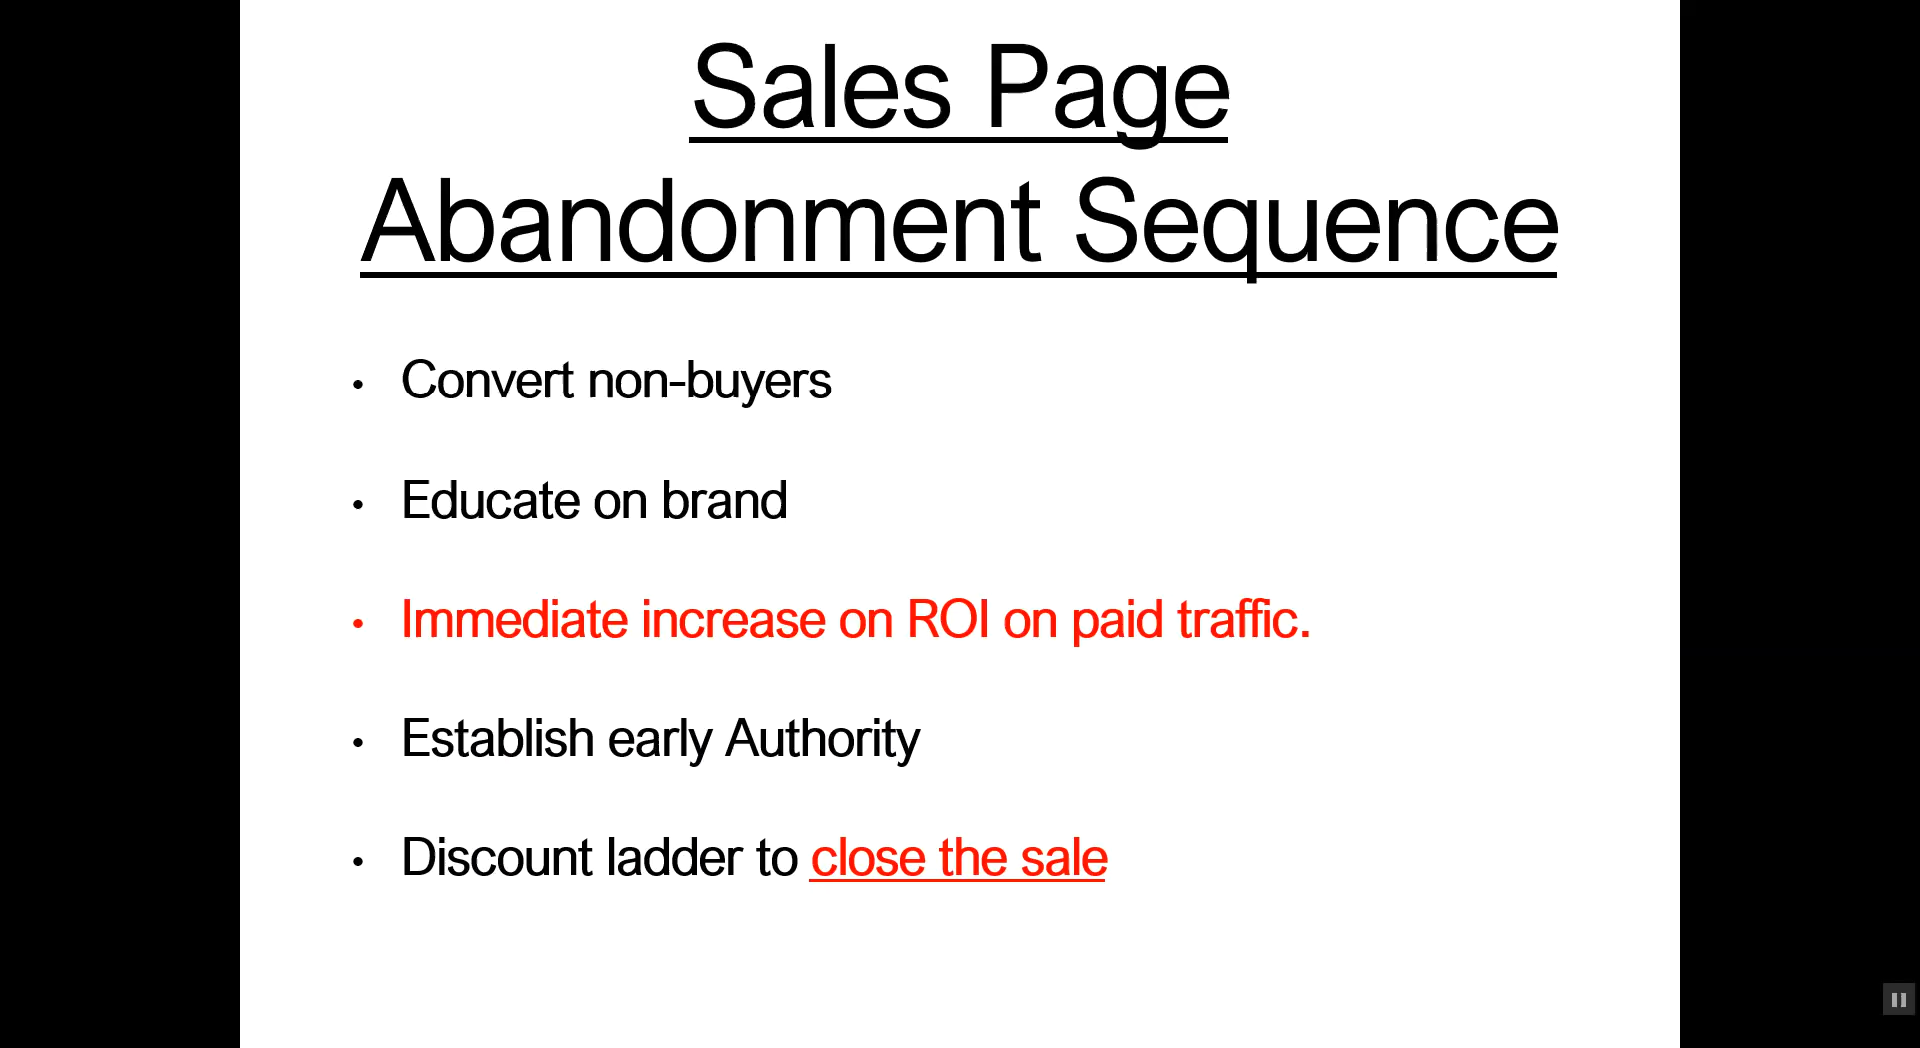 Sales Page
Abandonment Sequence
• Convert non-buyers
• Educate on brand
• Immediate increase on ROI on paid traffic.
• Establish early Authority
• Discount ladder to close the sale